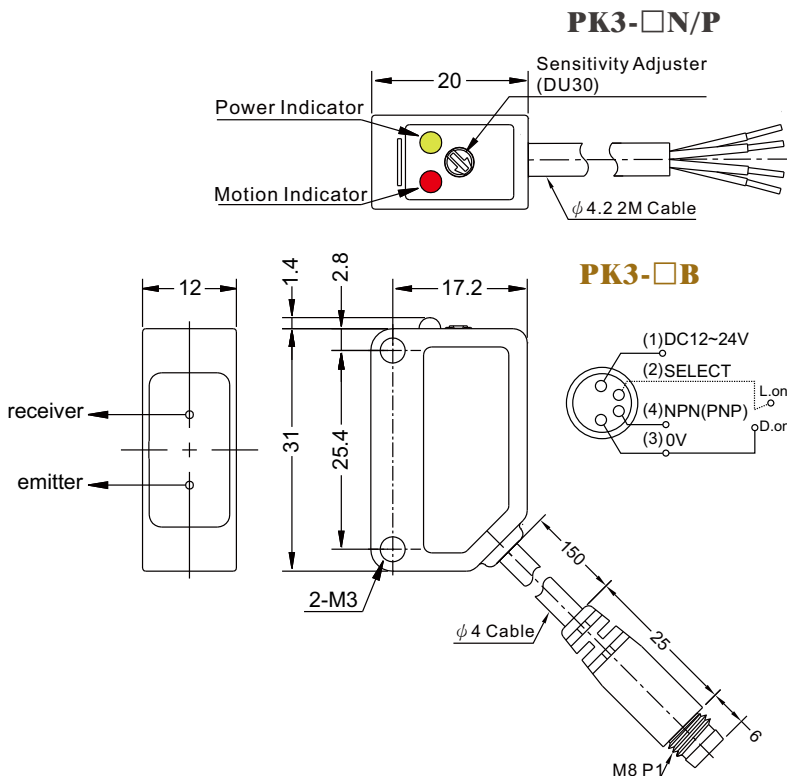 PK3-□N/P
Sensitivity Adjuster
(DU30)
20
Power Indicator
Motion Indicator
ϕ4.2 2M Cable
PK3-□B
1.4
2.8
12
17.2
(1)DC12~24V
(2)SELECT
L.on
(4)NPN(PNP)
D.on
(3)0V
receiver
emitter
31
25.4
2-M3
150
25
6
ϕ4 Cable
M8 P1